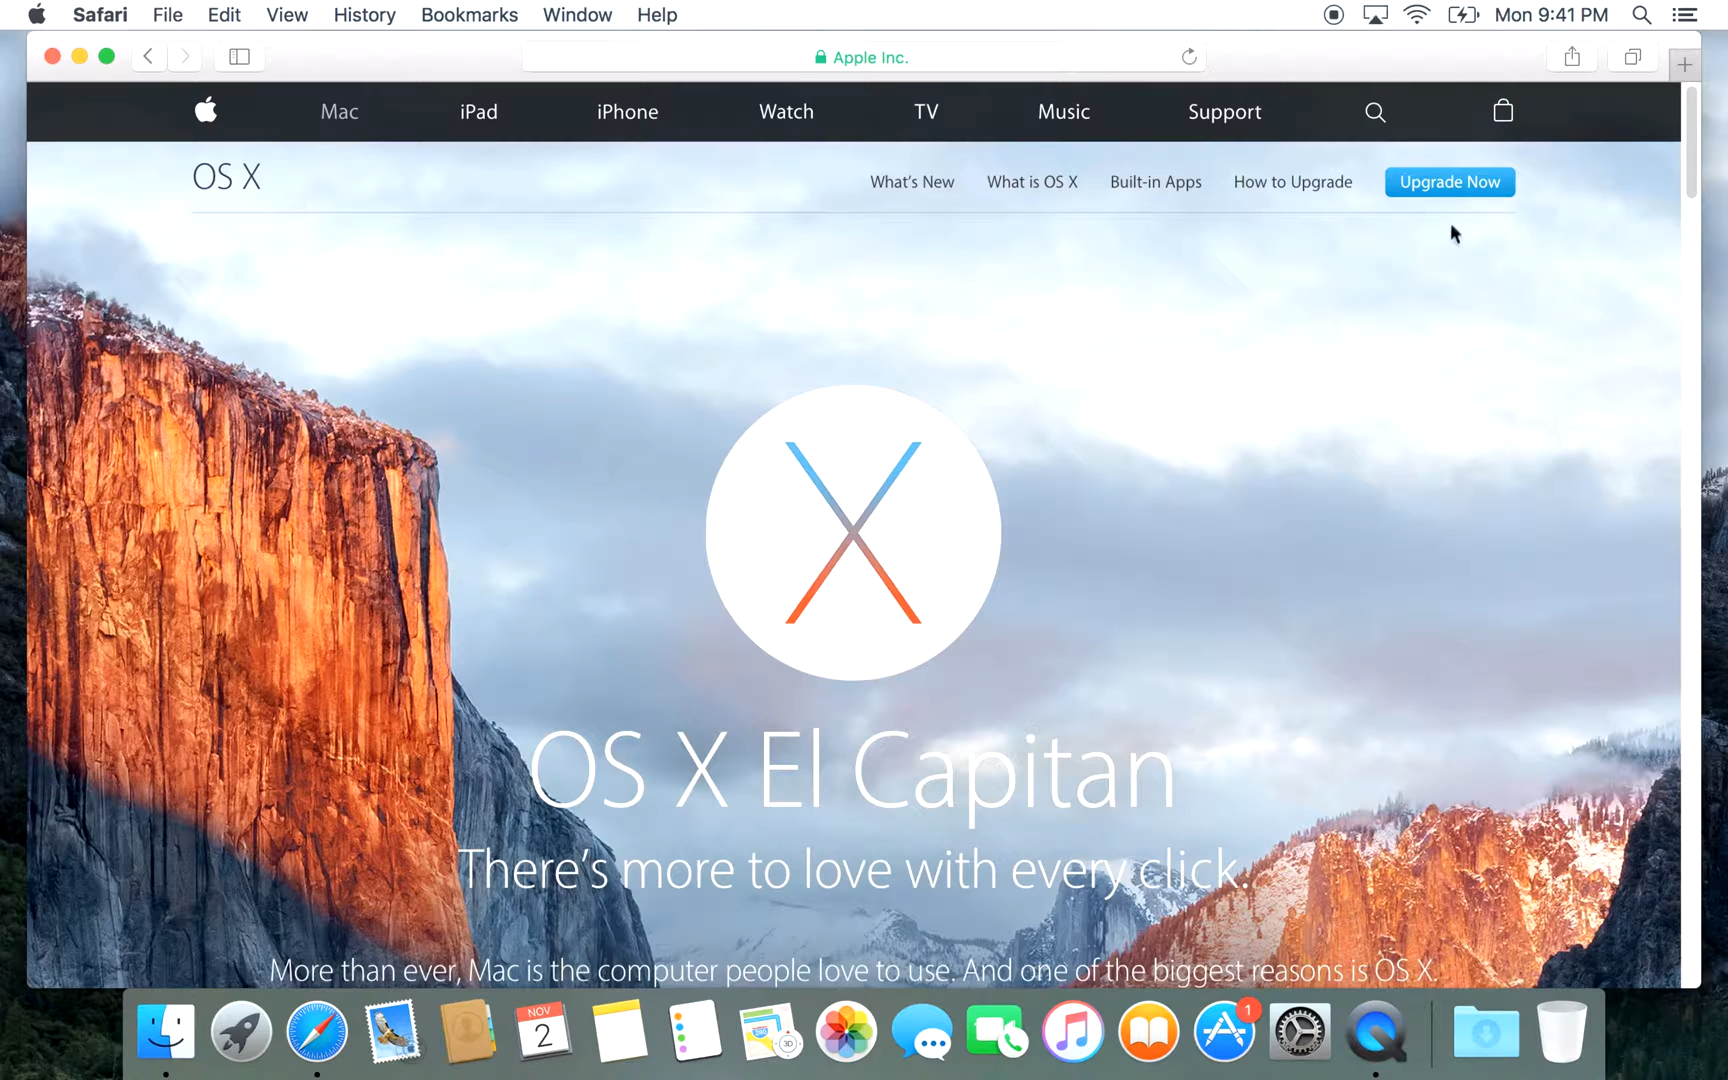 Safari File Edit View History Bookmarks Window Help Mon 9:41 PM
Apple Inc.
Mac iPad iPhone Watch TV Music Support
OS X What's New What is OS X Built-in Apps How to Upgrade Upgrade Now
OS X El Capitan
There's more to love with every click.
More than ever, Mac is the computer people love to use. And one of the biggest reasons is OS X.
NOV
2
280
3D
1